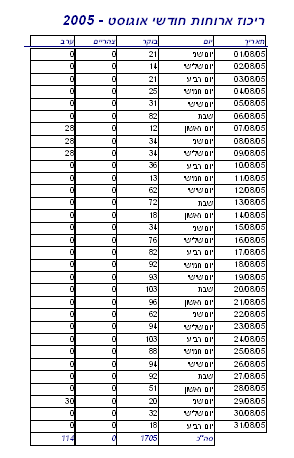 ריכוז ארוחות חודשי אוגוסט - 2005
תאריך יום בוקר צהריים ערב
01/08/05 יום שני 21 0 0
02/08/05 יום שלישי 14 0 0
03/08/05 יום רביעי 21 0 0
04/08/05 יום חמישי 25 0 0
05/08/05 יום שישי 31 0 0
06/08/05 שבת 82 0 0
07/08/05 יום ראשון 12 0 28
08/08/05 יום שני 34 0 28
09/08/05 יום שלישי 34 0 28
10/08/05 יום רביעי 36 0 0
11/08/05 יום חמישי 13 0 0
12/08/05 יום שישי 62 0 0
13/08/05 שבת 72 0 0
14/08/05 יום ראשון 18 0 0
15/08/05 יום שני 34 0 0
16/08/05 יום שלישי 76 0 0
17/08/05 יום רביעי 82 0 0
18/08/05 יום חמישי 92 0 0
19/08/05 יום שישי 93 0 0
20/08/05 שבת 103 0 0
21/08/05 יום ראשון 96 0 0
22/08/05 יום שני 62 0 0
23/08/05 יום שלישי 94 0 0
24/08/05 יום רביעי 103 0 0
25/08/05 יום חמישי 88 0 0
26/08/05 יום שישי 94 0 0
27/08/05 שבת 92 0 0
28/08/05 יום ראשון 51 0 0
29/08/05 יום שני 20 0 30
30/08/05 יום שלישי 32 0 0
31/08/05 יום רביעי 18 0 0
סה"כ 1705 0 114